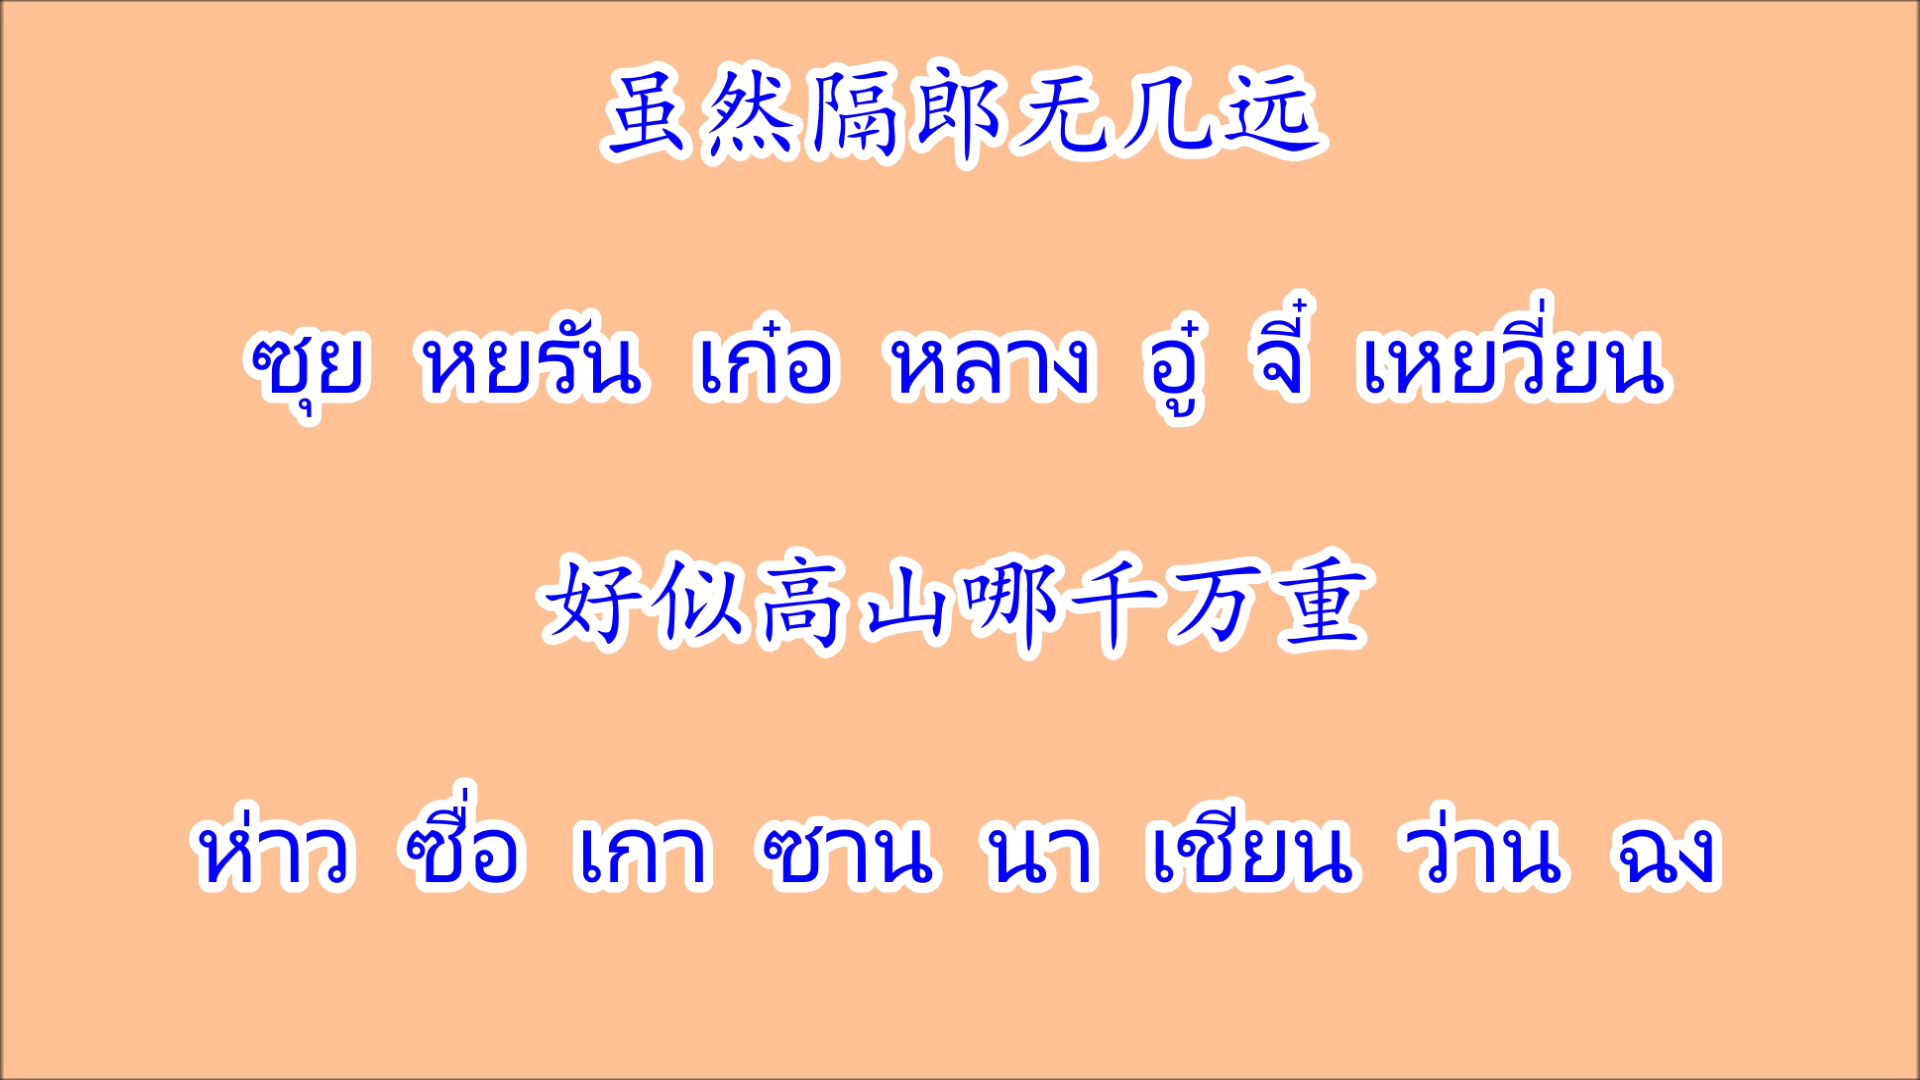 虽然隔郎无几远
ซุย หยรัน เก๋อ หลาง อู๋ จี๋ เหยวี่ยน
好似高山哪千万重
ห่าว ซื่อ เกา ซาน นา เชียน ว่าน ฉง